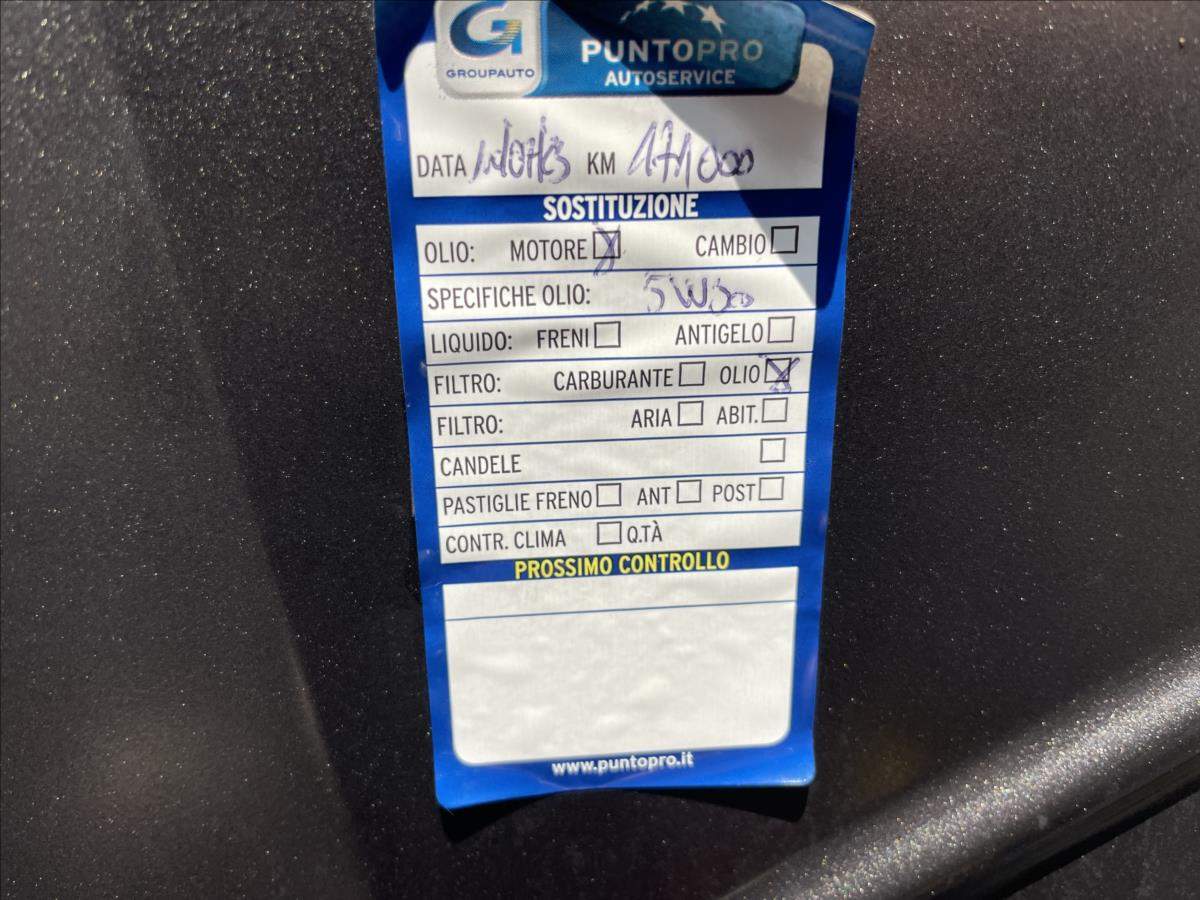 G
GROUPAUTO
PUNTOPRO
AUTOSERVICE
DATA KM 171000
SOSTITUZIONE
OLIO: MOTORE CAMBIO
SPECIFICHE OLIO: 5W30
LIQUIDO: FRENI ANTIGELO
FILTRO: CARBURANTE OLIO
FILTRO: ARIA ABIT.
CANDELE
PASTIGLIE FRENO ANT POST
CONTR. CLIMA Q.TÀ
PROSSIMO CONTROLLO
www.puntopro.it